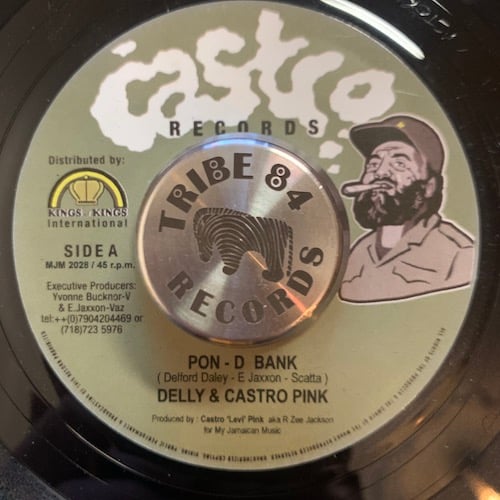 Castro
RECORDS
Distributed by:
KINGS of KINGS
International
SIDE A
MJM 2028 / 45 r.p.m.
Executive Producers:
Yvonne Bucknor-V
& E.Jaxxon-Vaz
tel:++(0)7904204469 or
(718)723 5976
TRIBE 84
RECORDS
PON - D BANK
( Delford Daley - E Jaxxon - Scatta )
DELLY & CASTRO PINK
Produced by : Castro 'Levi' Pink aka R Zee Jackson
for My Jamaican Music